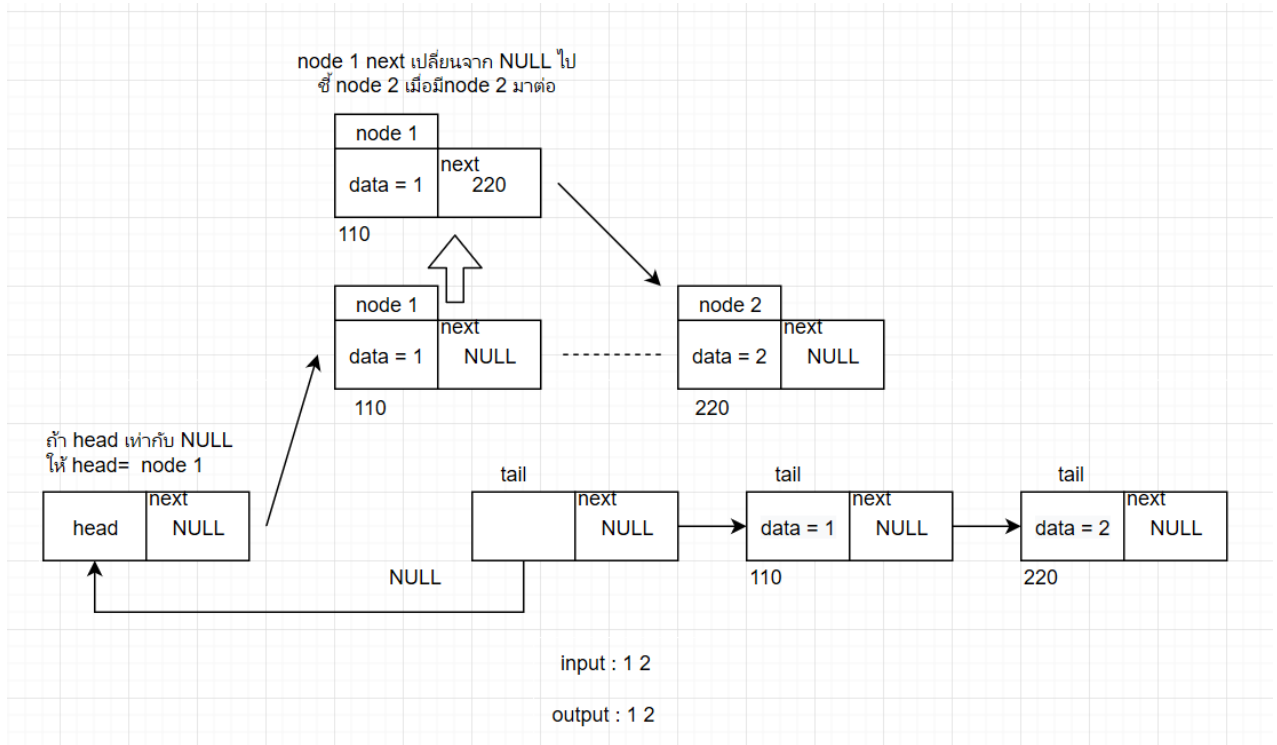 node 1 next เปลี่ยนจาก NULL ไป
ชี้ node 2 เมื่อมีnode 2 มาต่อ
node 1
data = 1
next
220
110
node 1
data = 1
next
NULL
110
node 2
data = 2
next
NULL
220
ถ้า head เท่ากับ NULL
ให้ head=  node 1
head
next
NULL
tail
next
NULL
NULL
tail
data = 1
next
NULL
110
tail
data = 2
next
NULL
220
input : 1 2
output : 1 2